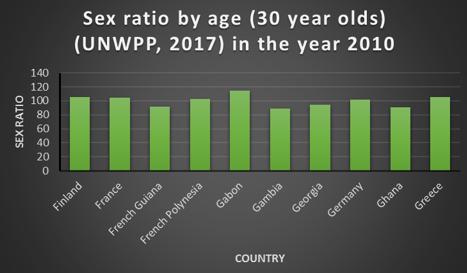 Sex ratio by age (30 year olds)
(UNWPP, 2017) in the year 2010
140
120
100
80
60
40
20
0
SEX RATIO
Finland
France
French Guiana
French Polynesia
Gabon
Gambia
Georgia
Germany
Ghana
Greece
COUNTRY